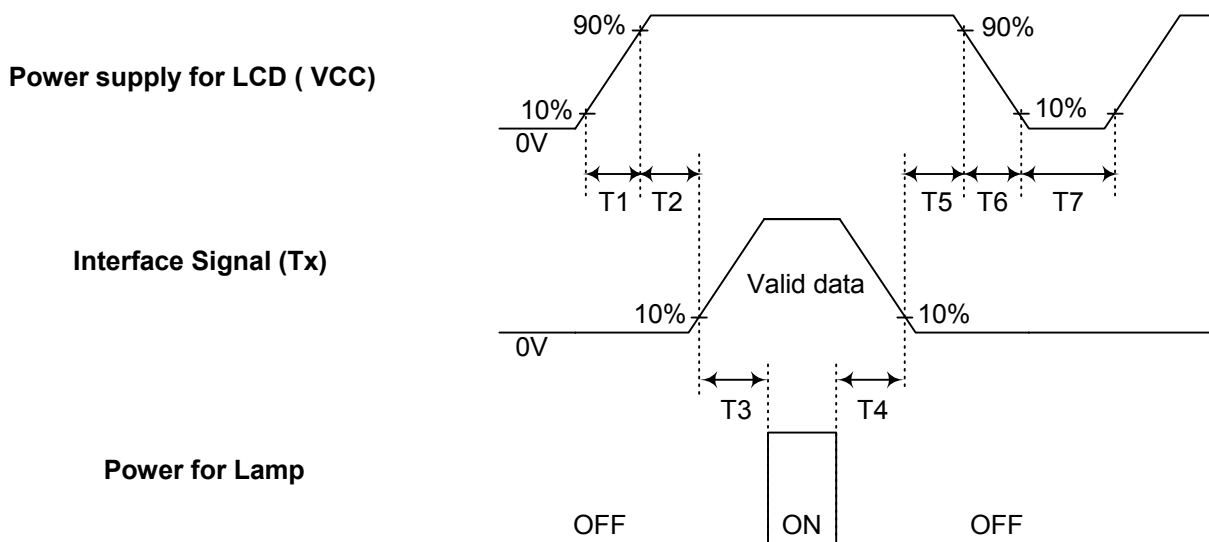 90% 90%
Power supply for LCD ( VCC)
10% 10%
0V
T1 T2 T5 T6 T7
Interface Signal (Tx)
Valid data
10% 10%
0V
T3 T4
Power for Lamp
OFF ON OFF